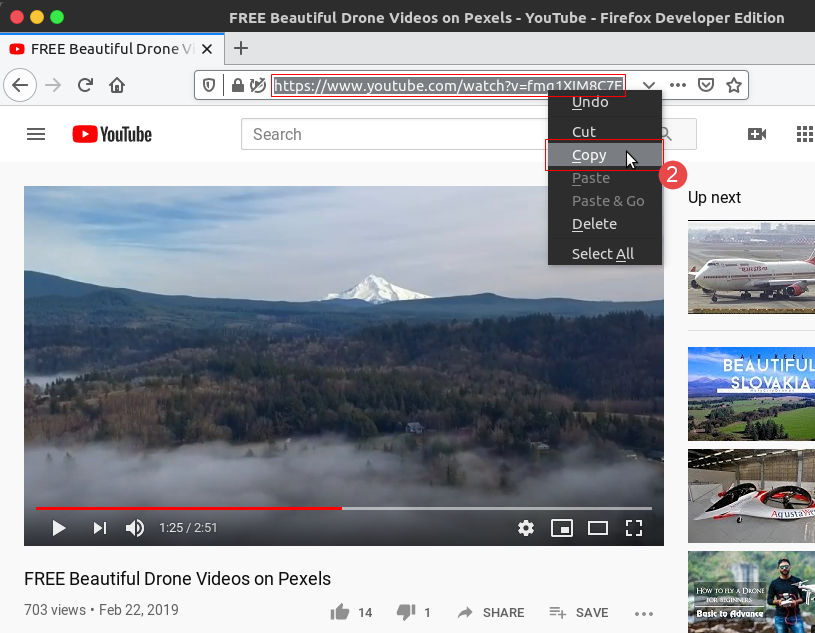 FREE Beautiful Drone Videos on Pexels - YouTube - Firefox Developer Edition
FREE Beautiful Drone Vi
https://www.youtube.com/watch?v=fmq1XIM8C7E
Undo
Cut
Copy
Paste
Paste & Go
Delete
Select All
2
YouTube
Search
Up next
AIR REEL
BEAUTIFUL
SLOVAKIA
AgustaWe
HOW TO FLY A DRONE
FOR BEGINNERS
Basic to Advance
1:25 / 2:51
FREE Beautiful Drone Videos on Pexels
703 views • Feb 22, 2019
14
1
SHARE
SAVE